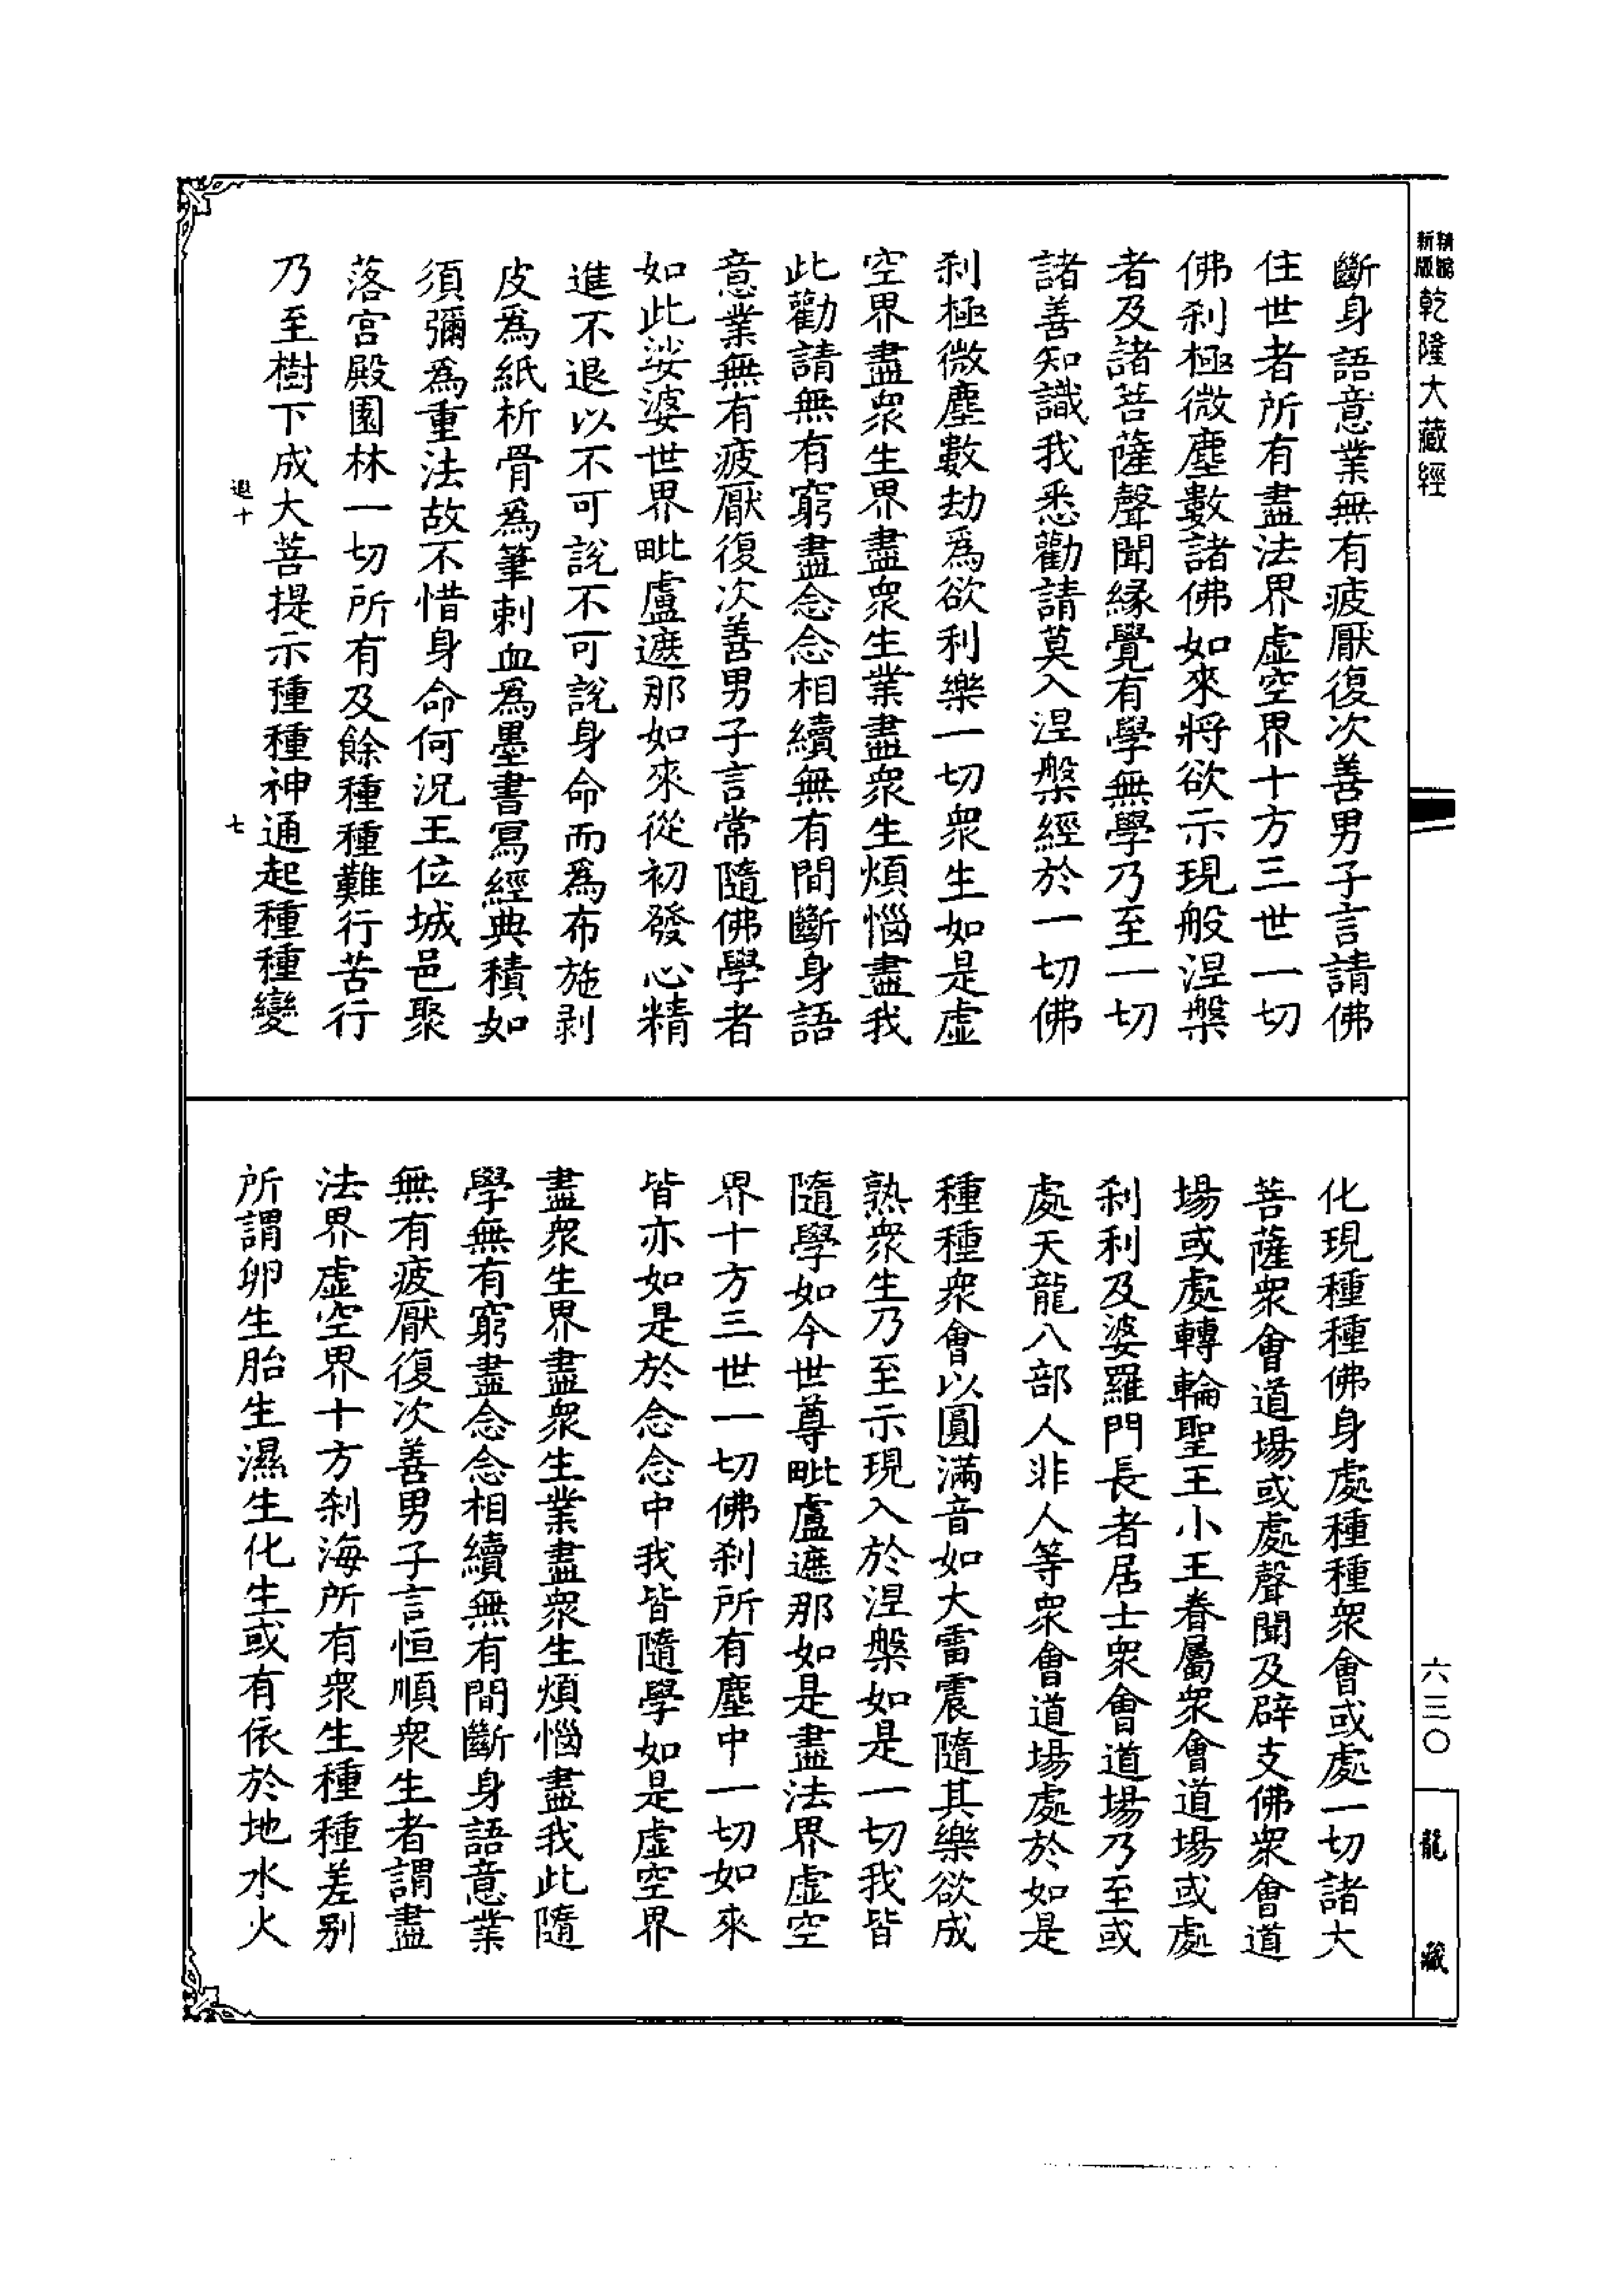 新版
精縮
乾隆大藏經
六三〇
龍藏
斷身語意業無有疲厭復次善男子言請佛
住世者所有盡法界虛空界十方三世一切
佛刹極微塵數諸佛如來將欲示現般涅槃
者及諸菩薩聲聞緣覺有學無學乃至一切
諸善知識我悉勸請莫入涅槃經於一切佛
刹極微塵數劫爲欲利樂一切衆生如是虛
空界盡衆生界盡衆生業盡衆生煩惱盡我
此勸請無有窮盡念念相續無有間斷身語
意業無有疲厭復次善男子言常隨佛學者
如此娑婆世界毗盧遮那如來從初發心精
進不退以不可說不可說身命而爲布施剥
皮爲紙析骨爲筆刺血爲墨書寫經典積如
須彌爲重法故不惜身命何況王位城邑聚
落宮殿園林一切所有及餘種種難行苦行
乃至樹下成大菩提示種種神通起種種變
遐十 七
化現種種佛身處種種衆會或處一切諸大
菩薩衆會道場或處聲聞及辟支佛衆會道
場或處轉輪聖王小王眷屬衆會道場或處
刹利及婆羅門長者居士衆會道場乃至或
處天龍八部人非人等衆會道場處於如是
種種衆會以圓滿音如大雷震隨其樂欲成
熟衆生乃至示現入於涅槃如是一切我皆
隨學如今世尊毗盧遮那如是盡法界虛空
界十方三世一切佛刹所有塵中一切如來
皆亦如是於念念中我皆隨學如是虛空界
盡衆生界盡衆生業盡衆生煩惱盡我此隨
學無有窮盡念念相續無有間斷身語意業
無有疲厭復次善男子言恒順衆生者謂盡
法界虛空界十方刹海所有衆生種種差别
所謂卵生胎生濕生化生或有依於地水火